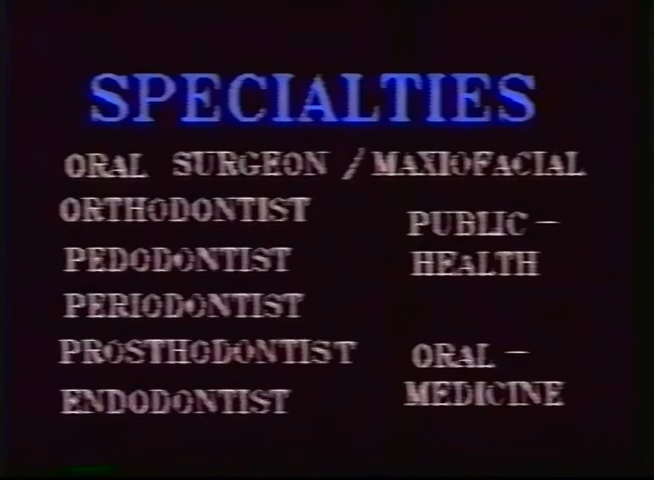 SPECIALTIES
ORAL SURGEON / MAXIOFACIAL
ORTHODONTIST
PEDODONTIST
PERIODONTIST
PROSTHODONTIST
ENDODONTIST
PUBLIC -
HEALTH
ORAL -
MEDICINE